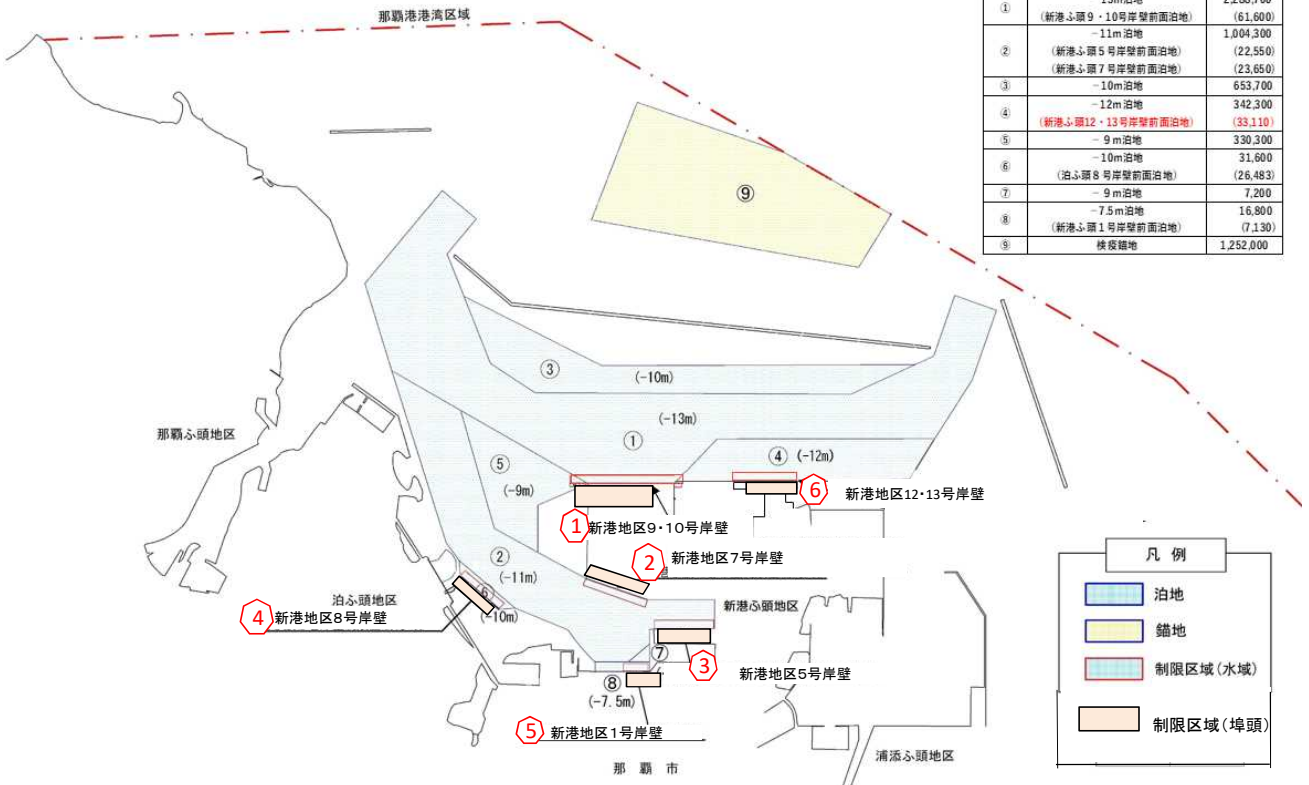 那覇港港湾区域
① -13m泊地
(新港ふ頭9・10号岸壁前面泊地) (61,600)
② -11m泊地 1,004,300
(新港ふ頭5号岸壁前面泊地) (22,550)
(新港ふ頭7号岸壁前面泊地) (23,650)
③ -10m泊地 653,700
④ -12m泊地 342,300
(新港ふ頭12・13号岸壁前面泊地) (33,110)
⑤ -9m泊地 330,300
⑥ -10m泊地 31,600
(泊ふ頭8号岸壁前面泊地) (26,483)
⑦ -9m泊地 7,200
⑧ -7.5m泊地 16,800
(新港ふ頭1号岸壁前面泊地) (7,130)
⑨ 検疫錨地 1,252,000
⑨
③ (-10m)
(-13m)
①
④ (-12m)
那覇ふ頭地区
⑤
(-9m)
6 新港地区12・13号岸壁
1 新港地区9・10号岸壁
②
(-11m)
2 新港地区7号岸壁
⑥
(-10m)
泊ふ頭地区
4 新港地区8号岸壁
新港ふ頭地区
⑦
3 新港地区5号岸壁
⑧
(-7.5m)
5 新港地区1号岸壁
那覇市
浦添ふ頭地区
凡例
泊地
錨地
制限区域(水域)
制限区域(埠頭)